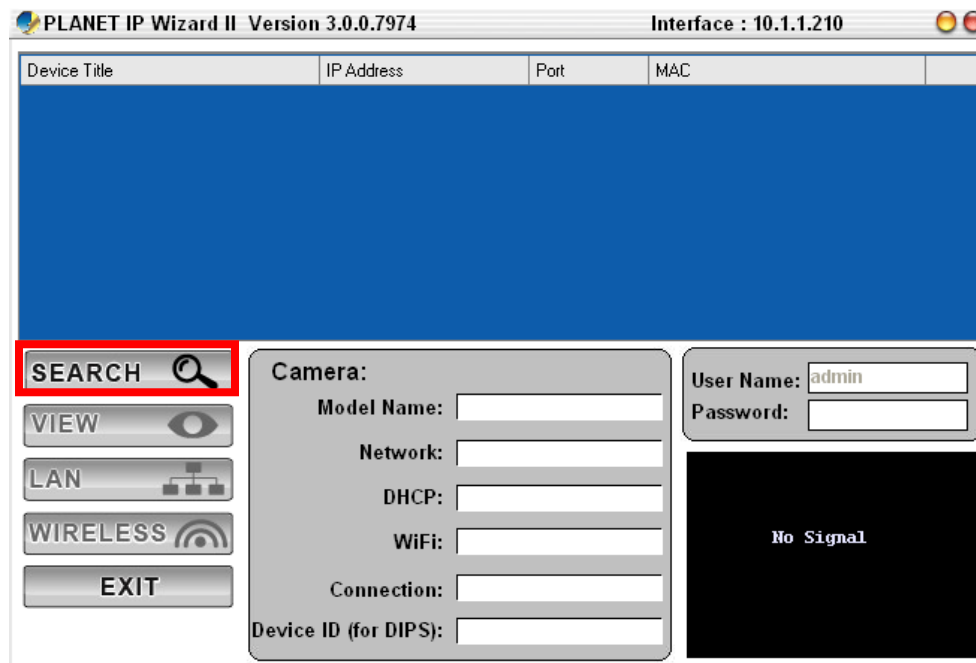 PLANET IP Wizard II Version 3.0.0.7974 Interface : 10.1.1.210
Device Title IP Address Port MAC
SEARCH
VIEW
LAN
WIRELESS
EXIT
Camera:
Model Name:
Network:
DHCP:
WiFi:
Connection:
Device ID (for DIPS):
User Name: admin
Password:
No Signal